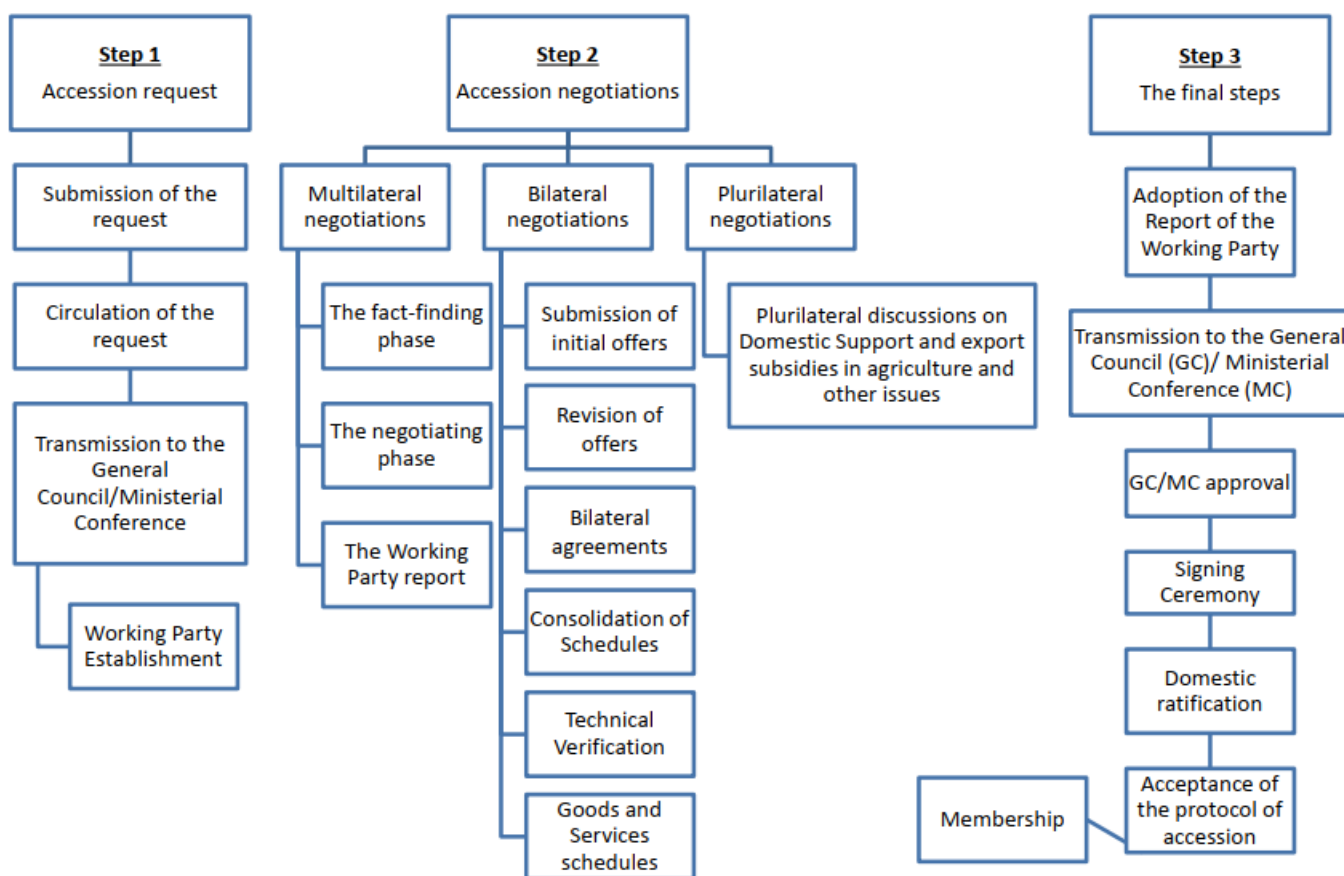 Step 1
Accession request
Submission of the
request
Circulation of the
request
Transmission to the
General
Council/Ministerial
Conference
Working Party
Establishment
Step 2
Accession negotiations
Multilateral
negotiations
The fact-finding
phase
The negotiating
phase
The Working
Party report
Bilateral
negotiations
Submission of
initial offers
Revision of
offers
Bilateral
agreements
Consolidation of
Schedules
Technical
Verification
Goods and
Services
schedules
Plurilateral
negotiations
Plurilateral discussions on
Domestic Support and export
subsidies in agriculture and
other issues
Step 3
The final steps
Adoption of the
Report of the
Working Party
Transmission to the General
Council (GC)/ Ministerial
Conference (MC)
GC/MC approval
Signing
Ceremony
Domestic
ratification
Acceptance of
the protocol of
accession
Membership